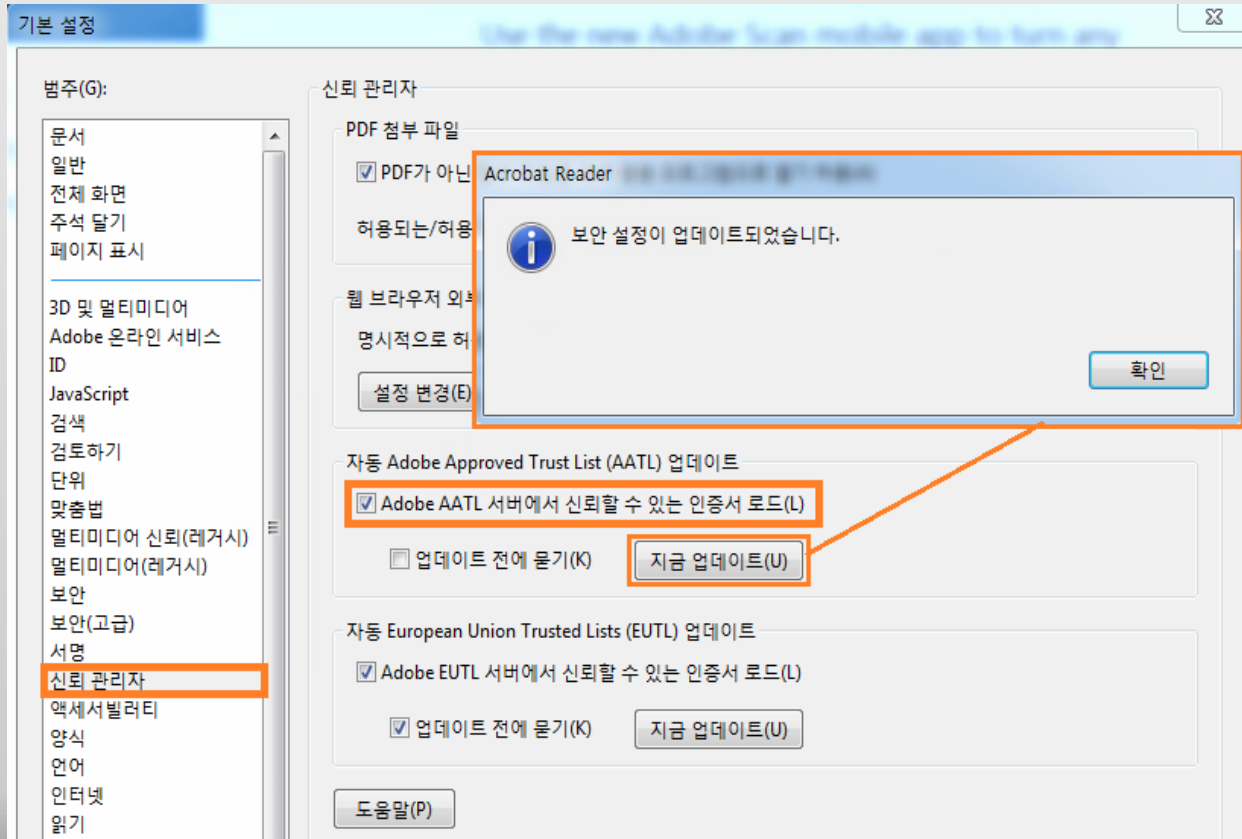 기본 설정
Use the new Adobe Scan mobile app to turn any
범주(G):
문서
일반
전체 화면
주석 달기
페이지 표시
3D 및 멀티미디어
Adobe 온라인 서비스
ID
JavaScript
검색
검토하기
단위
맞춤법
멀티미디어 신뢰(레거시)
멀티미디어(레거시)
보안
보안(고급)
서명
신뢰 관리자
액세서빌러티
양식
언어
인터넷
읽기
신뢰 관리자
PDF 첨부 파일
PDF가 아닌
허용되는/허용
웹 브라우저 외부
명시적으로 허
설정 변경(E)
Acrobat Reader
보안 설정이 업데이트되었습니다.
확인
자동 Adobe Approved Trust List (AATL) 업데이트
Adobe AATL 서버에서 신뢰할 수 있는 인증서 로드(L)
업데이트 전에 묻기(K)
지금 업데이트(U)
자동 European Union Trusted Lists (EUTL) 업데이트
Adobe EUTL 서버에서 신뢰할 수 있는 인증서 로드(L)
업데이트 전에 묻기(K)
지금 업데이트(U)
도움말(P)